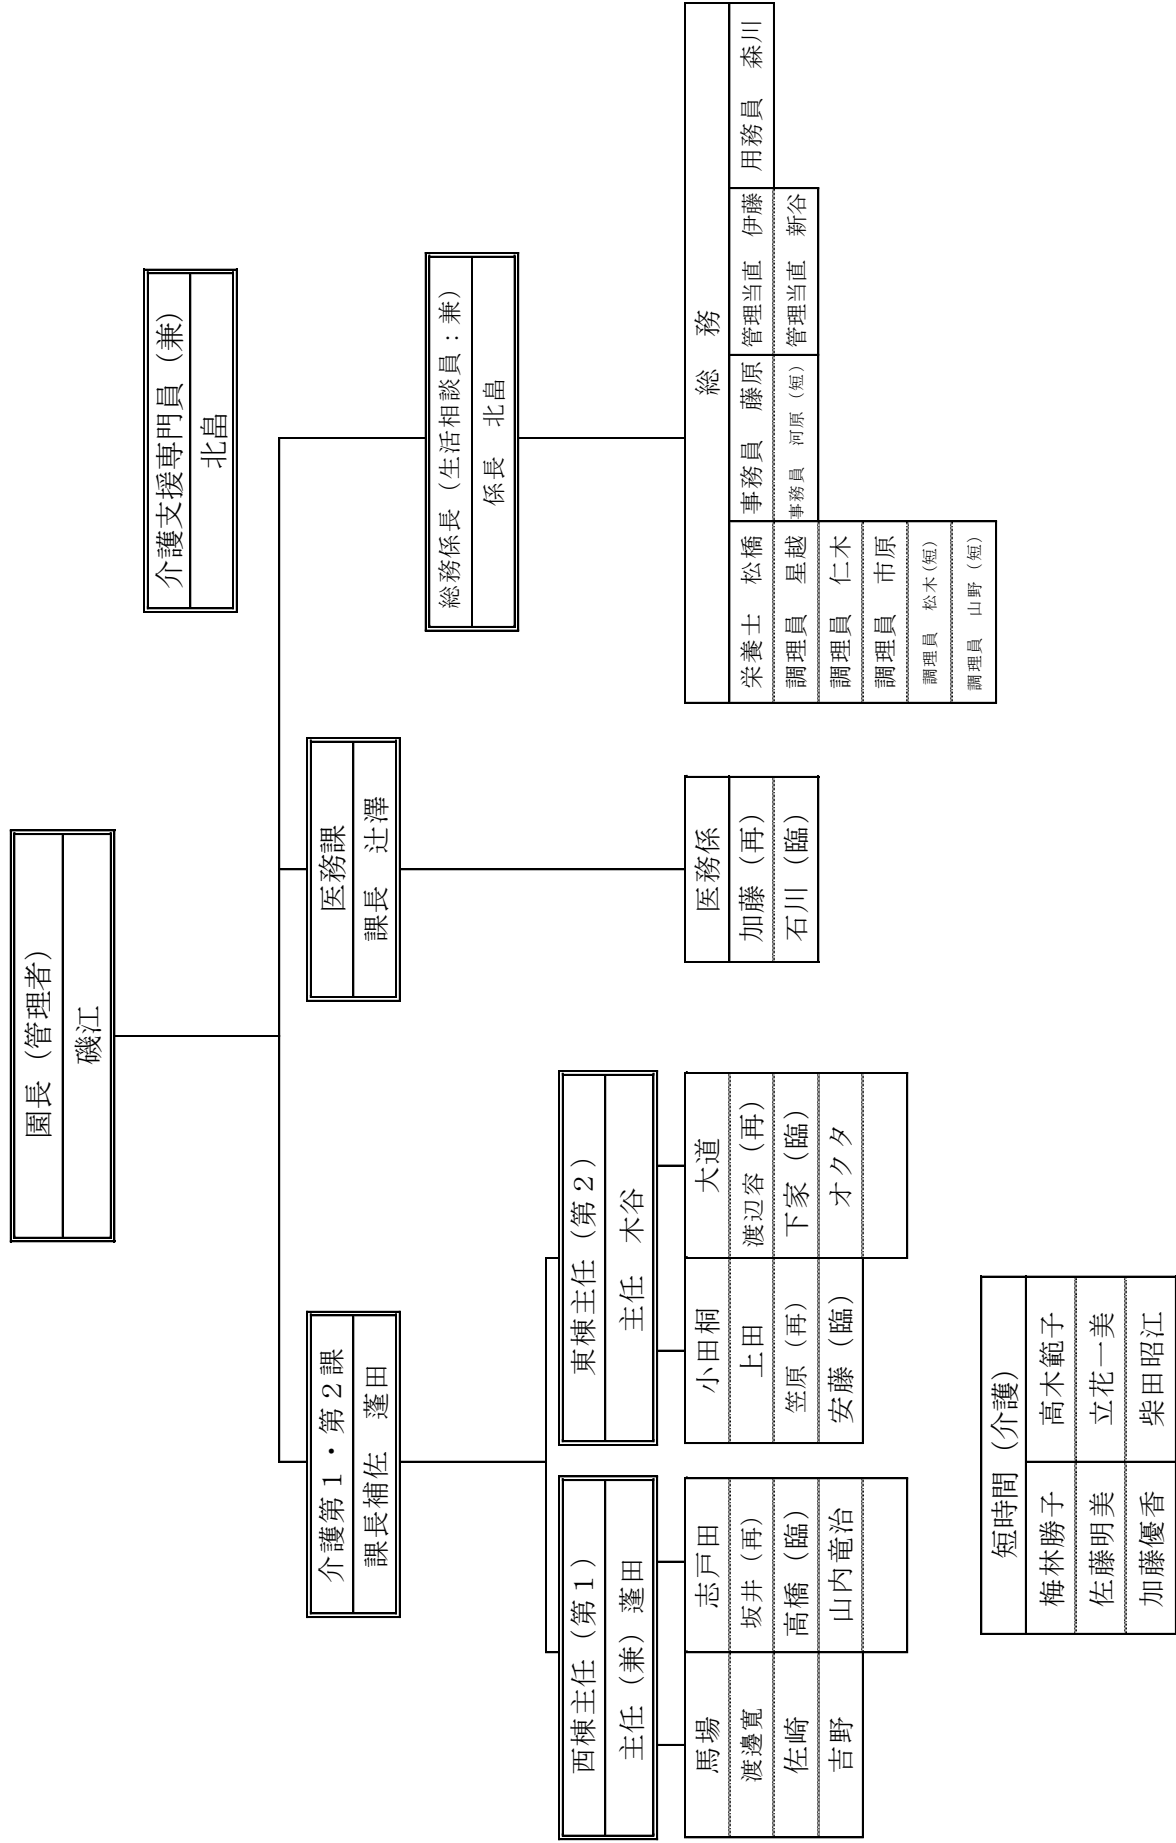 園長（管理者）
磯江
介護支援専門員（兼）
北畠
介護第１・第２課
課長補佐　蓬田
医務課
課長　辻澤
総務係長（生活相談員：兼）
係長　北畠
西棟主任（第１）
主任（兼）蓬田
東棟主任（第２）
主任　木谷
馬場
渡邊寛
佐崎
吉野
志戸田
坂井（再）
高橋（臨）
山内竜治
小田桐
上田
笠原（再）
安藤（臨）
大道
渡辺容（再）
下家（臨）
オクタ
医務係
加藤（再）
石川（臨）
総　務
栄養士　松橋
調理員　星越
調理員　仁木
調理員　市原
調理員　松木（短）
調理員　山野（短）
事務員　藤原
事務員　河原（短）
管理当直　伊藤
管理当直　新谷
用務員　森川
短時間（介護）
梅林勝子　高木範子
佐藤明美　立花一美
加藤優香　柴田昭江